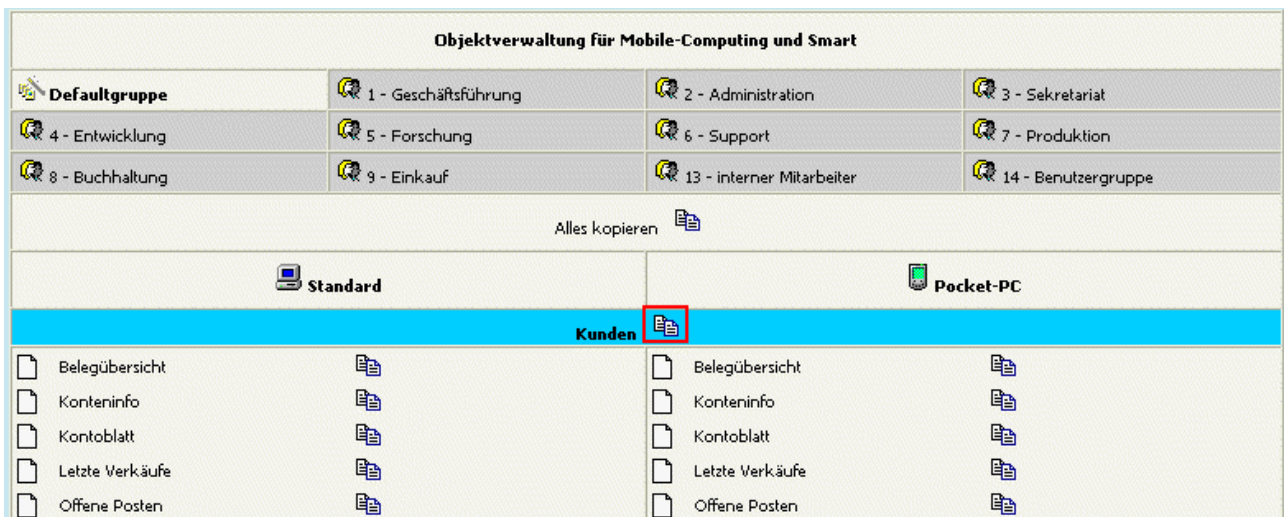 Objektverwaltung für Mobile-Computing und Smart
Defaultgruppe 1 - Geschäftsführung 2 - Administration 3 - Sekretariat
4 - Entwicklung 5 - Forschung 6 - Support 7 - Produktion
8 - Buchhaltung 9 - Einkauf 13 - interner Mitarbeiter 14 - Benutzergruppe
Alles kopieren
Standard Pocket-PC
Kunden
Belegübersicht Belegübersicht
Konteninfo Konteninfo
Kontoblatt Kontoblatt
Letzte Verkäufe Letzte Verkäufe
Offene Posten Offene Posten